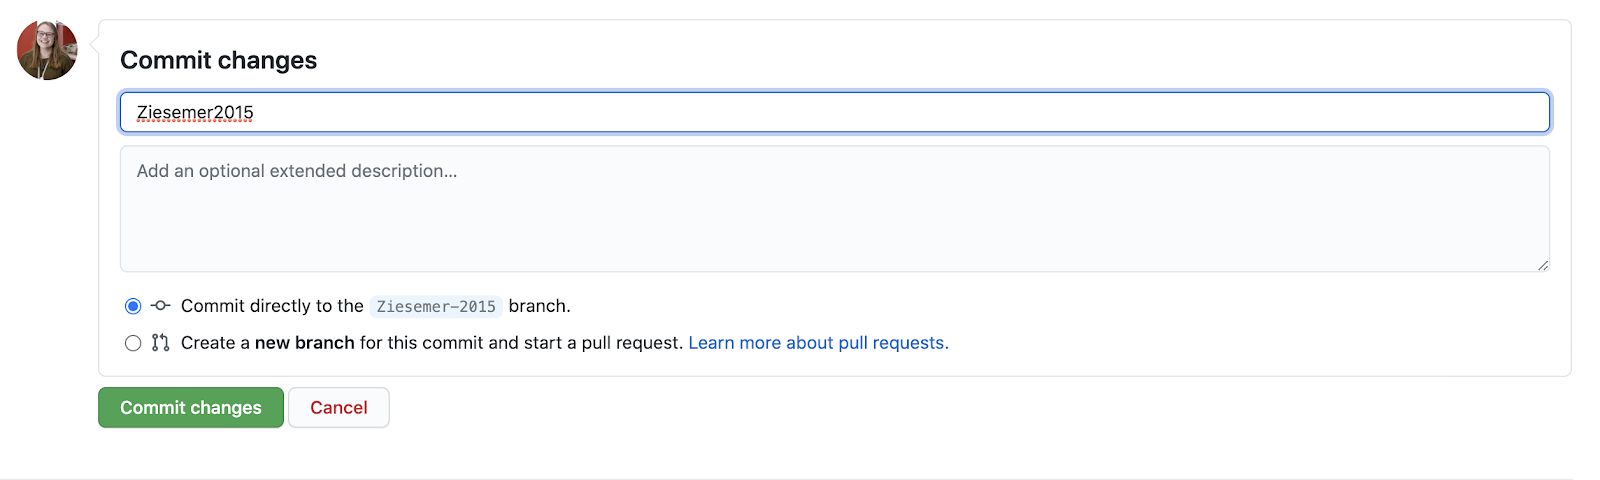 Commit changes
Ziesemer2015
Add an optional extended description...
Commit directly to the Ziesemer-2015 branch.
Create a new branch for this commit and start a pull request. Learn more about pull requests.
Commit changes Cancel